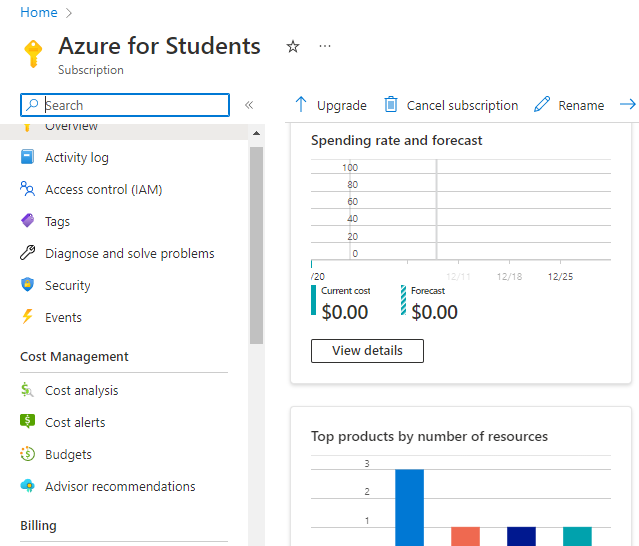 Home
Azure for Students
Subscription
Search
Upgrade
Cancel subscription
Rename
Overview
Activity log
Access control (IAM)
Tags
Diagnose and solve problems
Security
Events
Cost Management
Cost analysis
Cost alerts
Budgets
Advisor recommendations
Billing
Spending rate and forecast
100
80
60
40
20
0
/20 12/11 12/18 12/25
Current cost Forecast
$0.00 $0.00
View details
Top products by number of resources
3
2
1